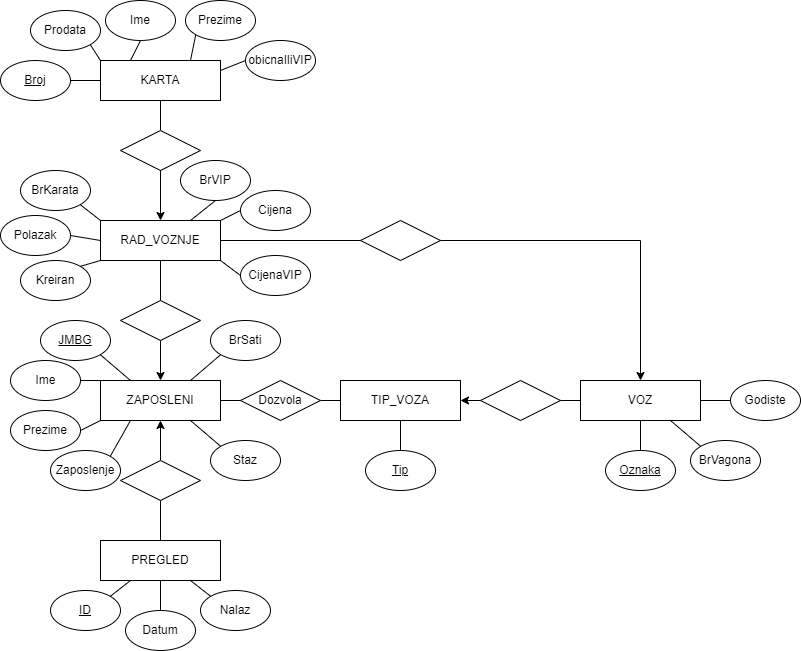 Prodata
Ime
Prezime
obicnaIliVIP
Broj
KARTA
BrKarata
BrVIP
Cijena
Polazak
RAD_VOZNJE
Kreiran
CijenaVIP
JMBG
BrSati
Ime
ZAPOSLENI
Dozvola
TIP_VOZA
VOZ
Godiste
Prezime
Zaposlenje
Staz
Tip
Oznaka
BrVagona
PREGLED
ID
Datum
Nalaz